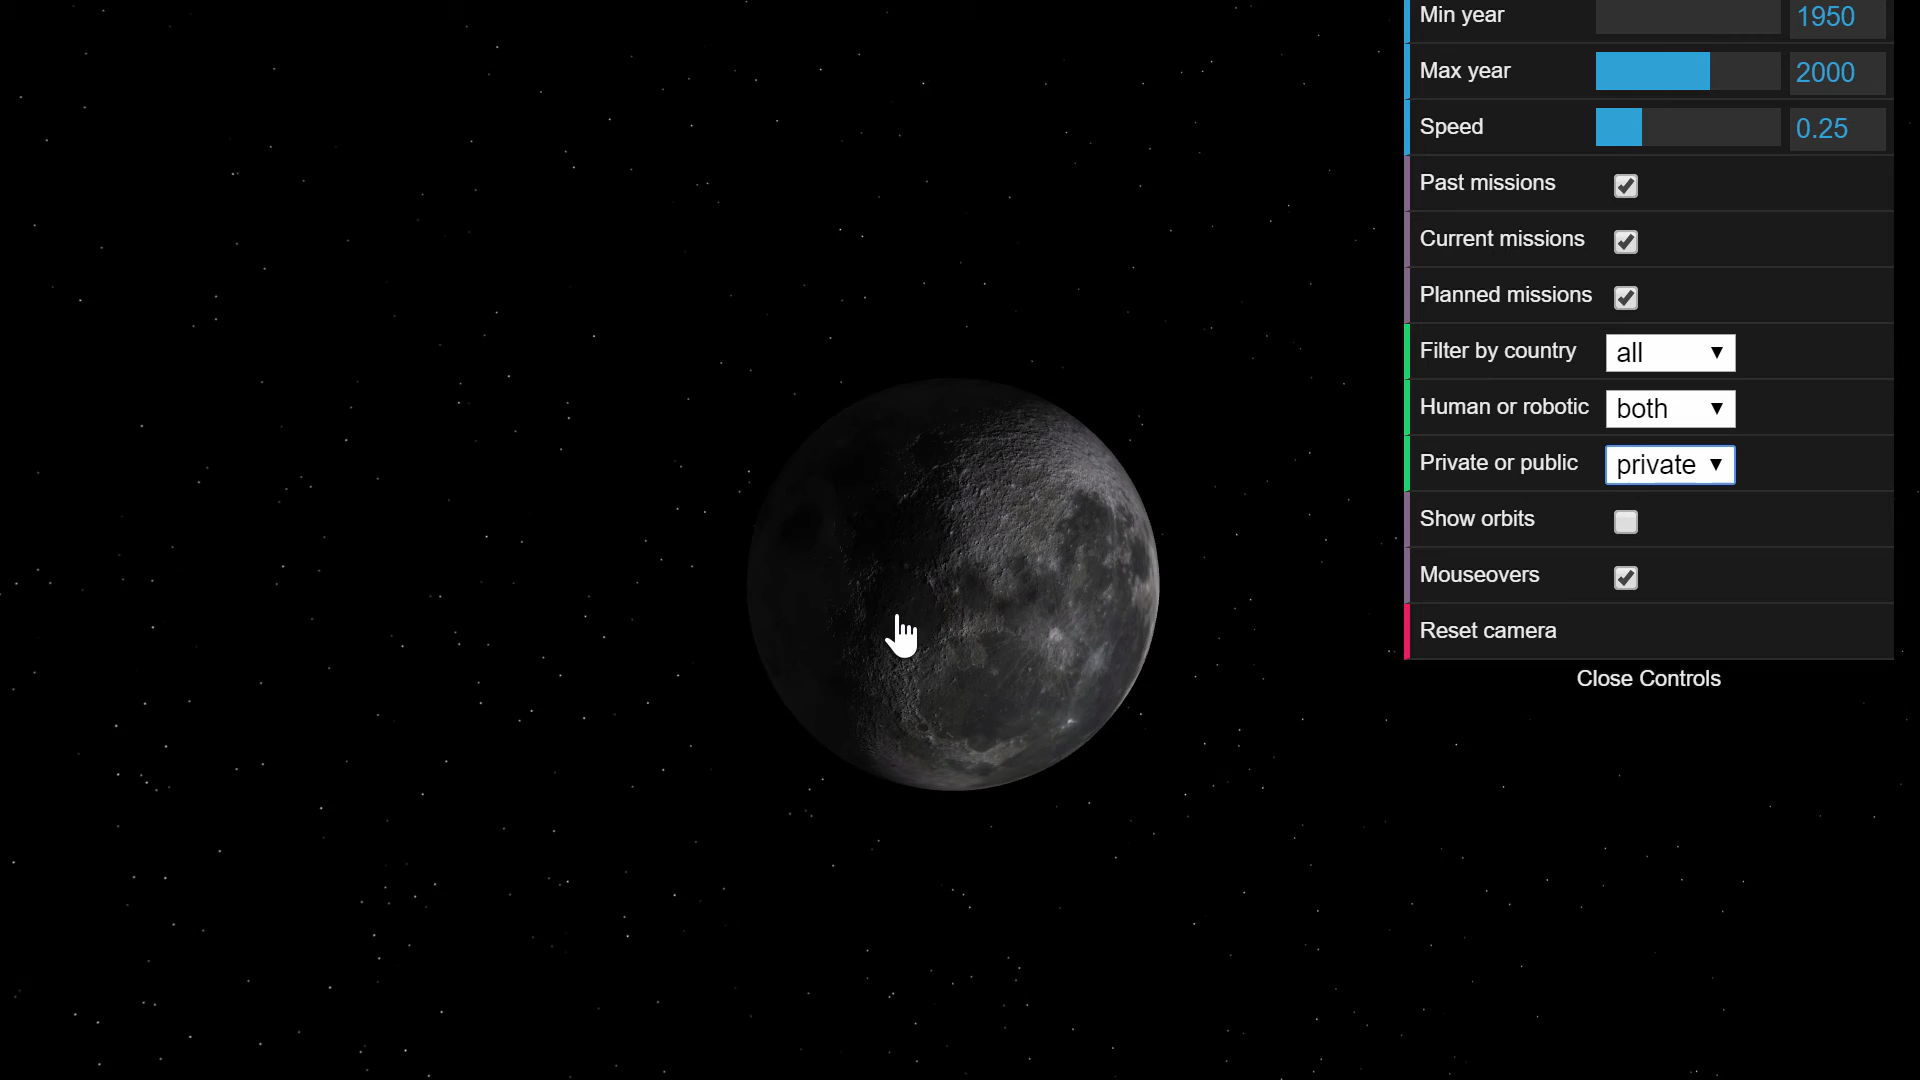 Min year 1950
Max year 2000
Speed 0.25
Past missions
Current missions
Planned missions
Filter by country all
Human or robotic both
Private or public private
Show orbits
Mouseovers
Reset camera
Close Controls